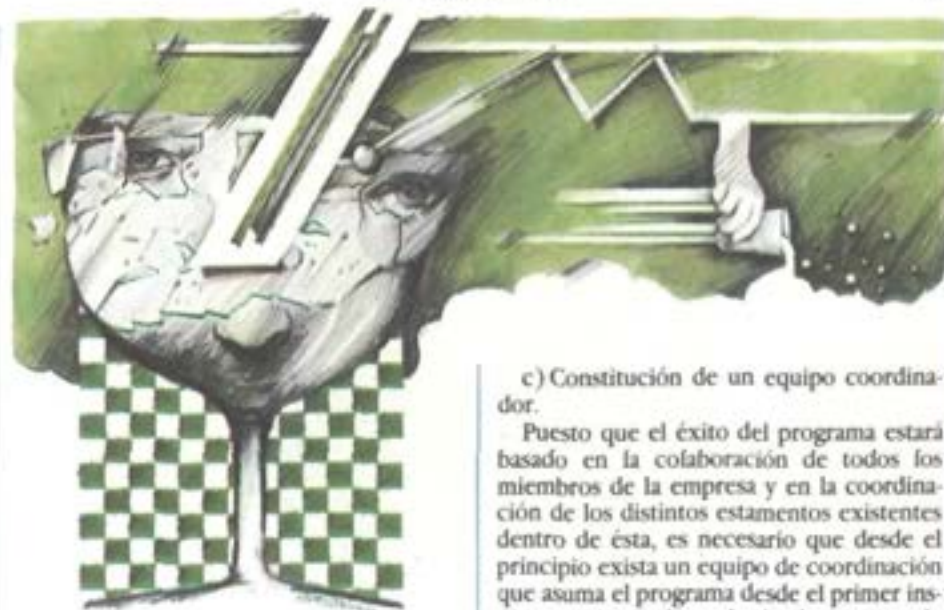 c) Constitución de un equipo coordina-
dor.
Puesto que el éxito del programa estará
basado en la colaboración de todos los
miembros de la empresa y en la coordina-
ción de los distintos estamentos existentes
dentro de ésta, es necesario que desde el
principio exista un equipo de coordinación
que asuma el programa desde el primer ins-